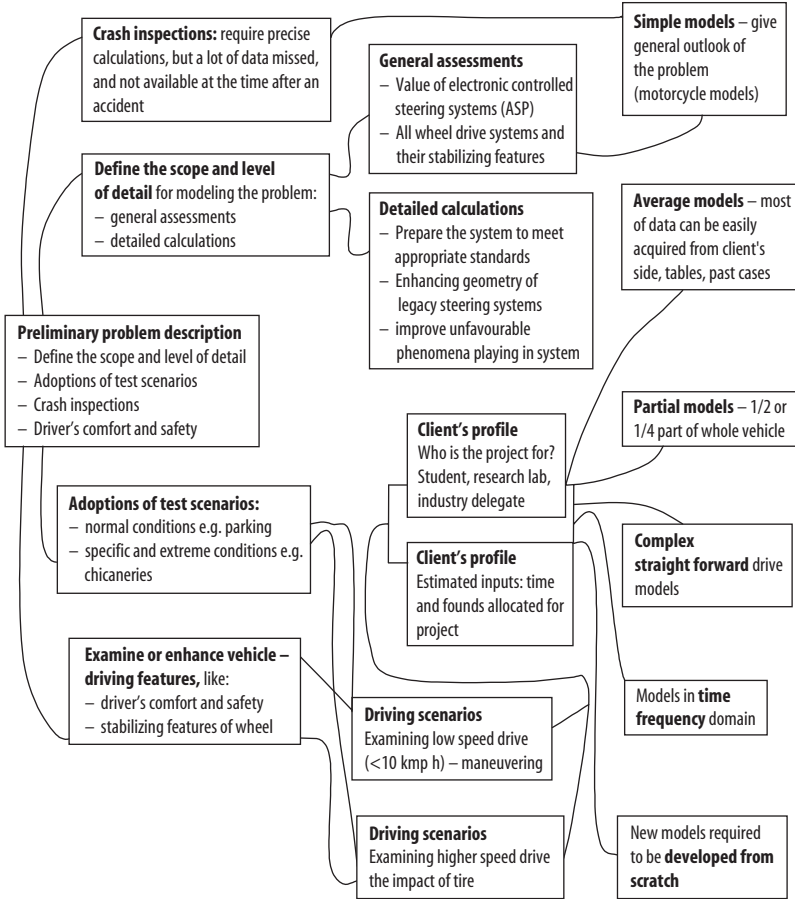 Crash inspections: require precise
calculations, but a lot of data missed,
and not available at the time after an
accident
Simple models – give
general outlook of
the problem
(motorcycle models)
General assessments
– Value of electronic controlled
steering systems (ASP)
– All wheel drive systems and
their stabilizing features
Define the scope and level
of detail for modeling the problem:
– general assessments
– detailed calculations
Detailed calculations
– Prepare the system to meet
appropriate standards
– Enhancing geometry of
legacy steering systems
– improve unfavourable
phenomena playing in system
Average models – most
of data can be easily
acquired from client's
side, tables, past cases
Preliminary problem description
– Define the scope and level of detail
– Adoptions of test scenarios
– Crash inspections
– Driver's comfort and safety
Partial models – 1/2 or
1/4 part of whole vehicle
Client's profile
Who is the project for?
Student, research lab,
industry delegate
Adoptions of test scenarios:
– normal conditions e.g. parking
– specific and extreme conditions e.g.
chicaneries
Client's profile
Estimated inputs: time
and founds allocated for
project
Complex
straight forward drive
models
Examine or enhance vehicle –
driving features, like:
– driver's comfort and safety
– stabilizing features of wheel
Driving scenarios
Examining low speed drive
(<10 kmp h) – maneuvering
Models in time
frequency domain
Driving scenarios
Examining higher speed drive
the impact of tire
New models required
to be developed from
scratch